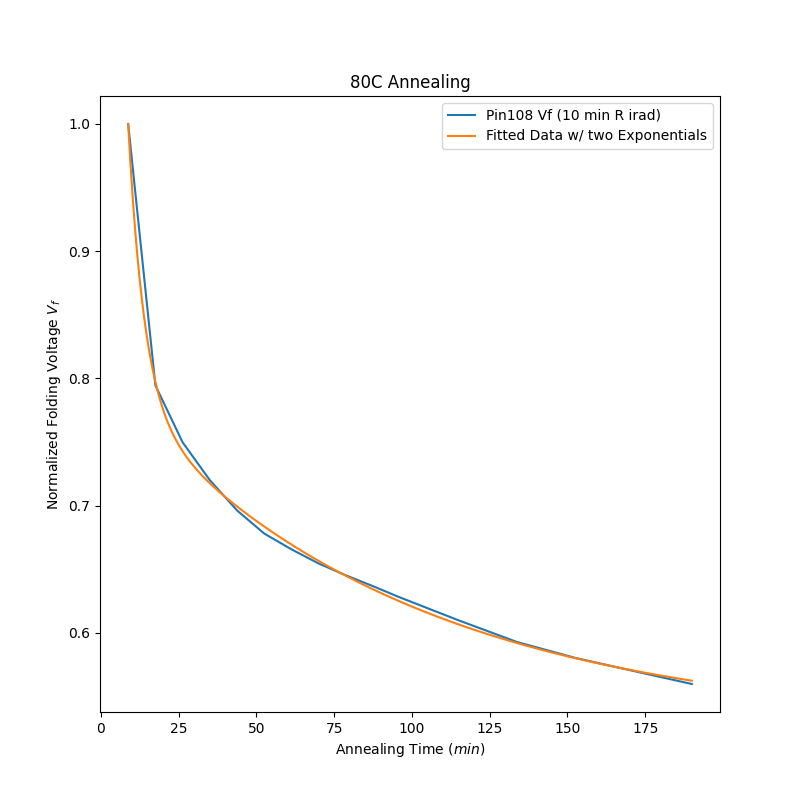 80C Annealing
Pin108 Vf (10 min R irad)
Fitted Data w/ two Exponentials
Normalized Folding Voltage V_f
1.0
0.9
0.8
0.7
0.6
0 25 50 75 100 125 150 175
Annealing Time (min)